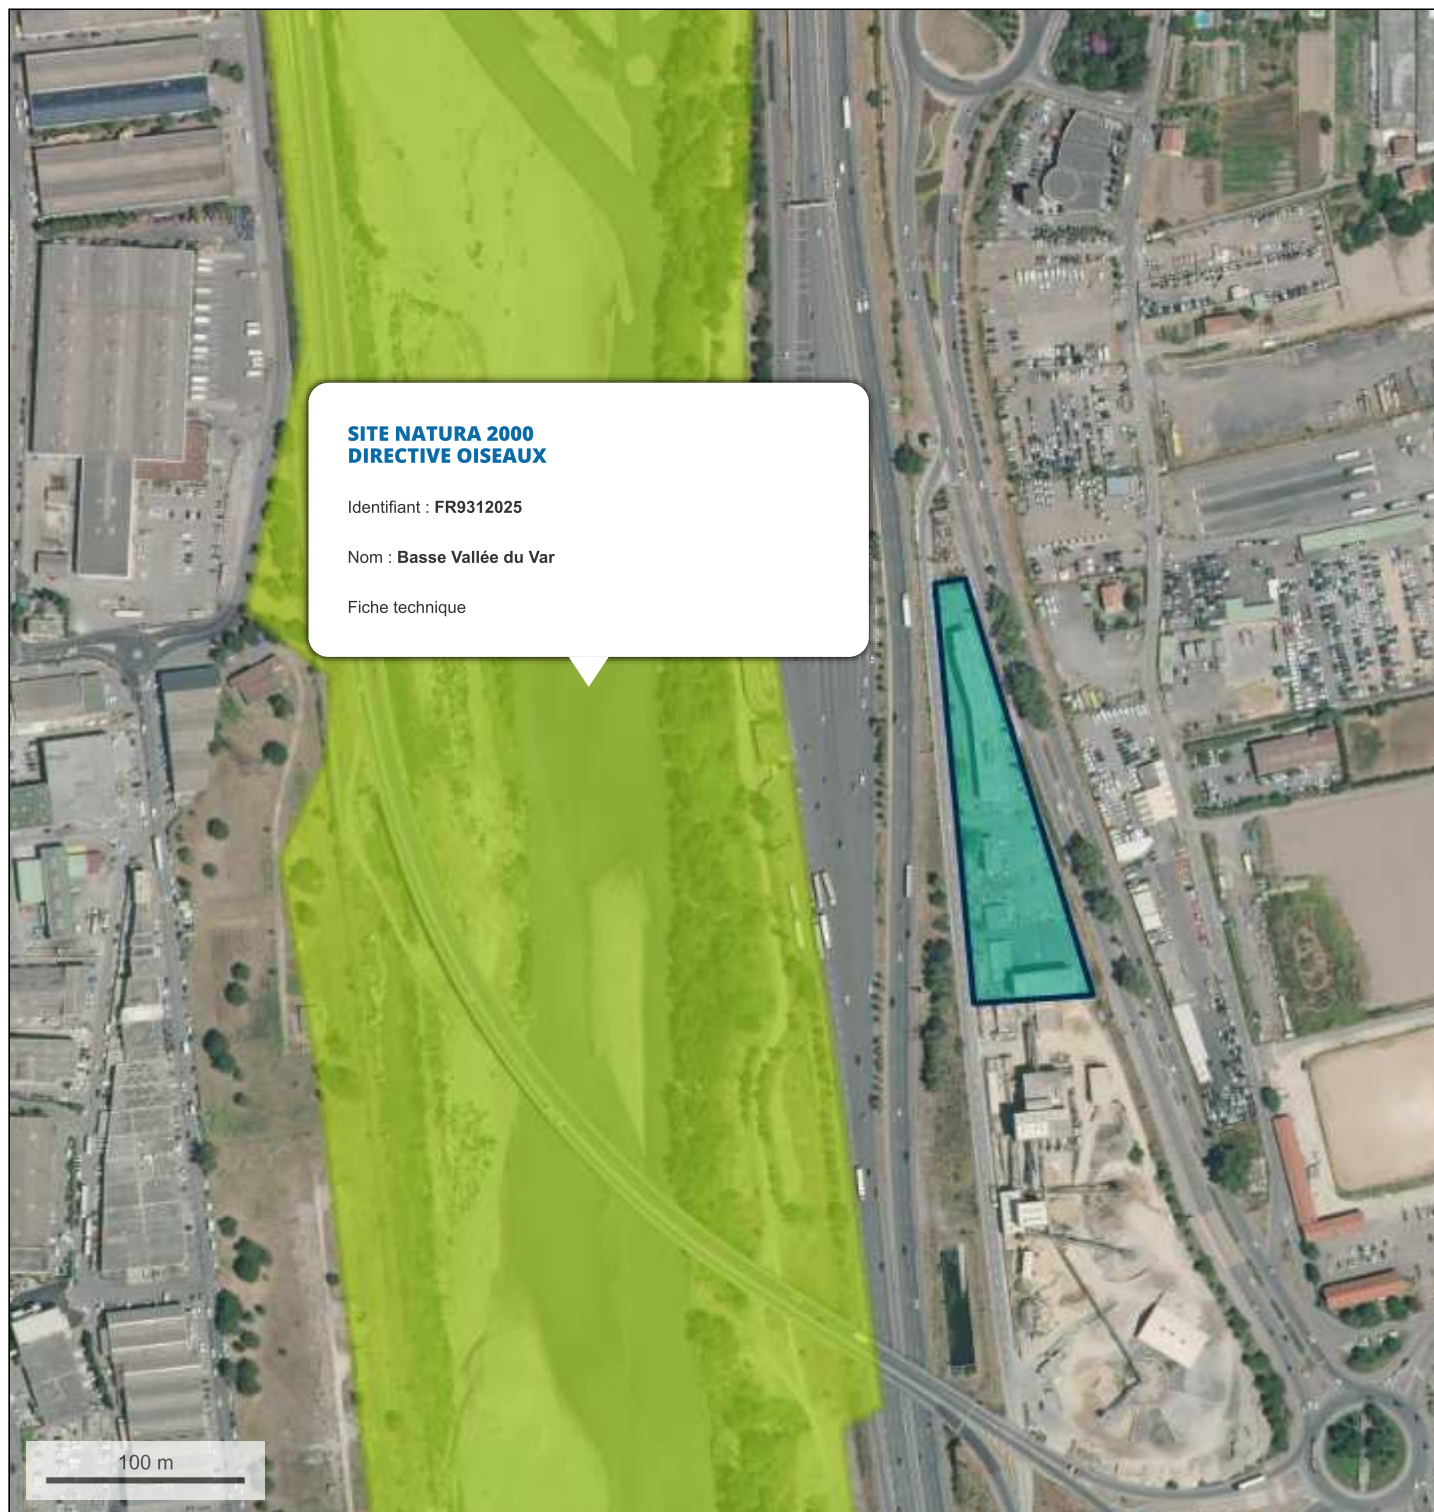 SITE NATURA 2000
DIRECTIVE OISEAUX
Identifiant : FR9312025
Nom : Basse Vallée du Var
Fiche technique
100 m